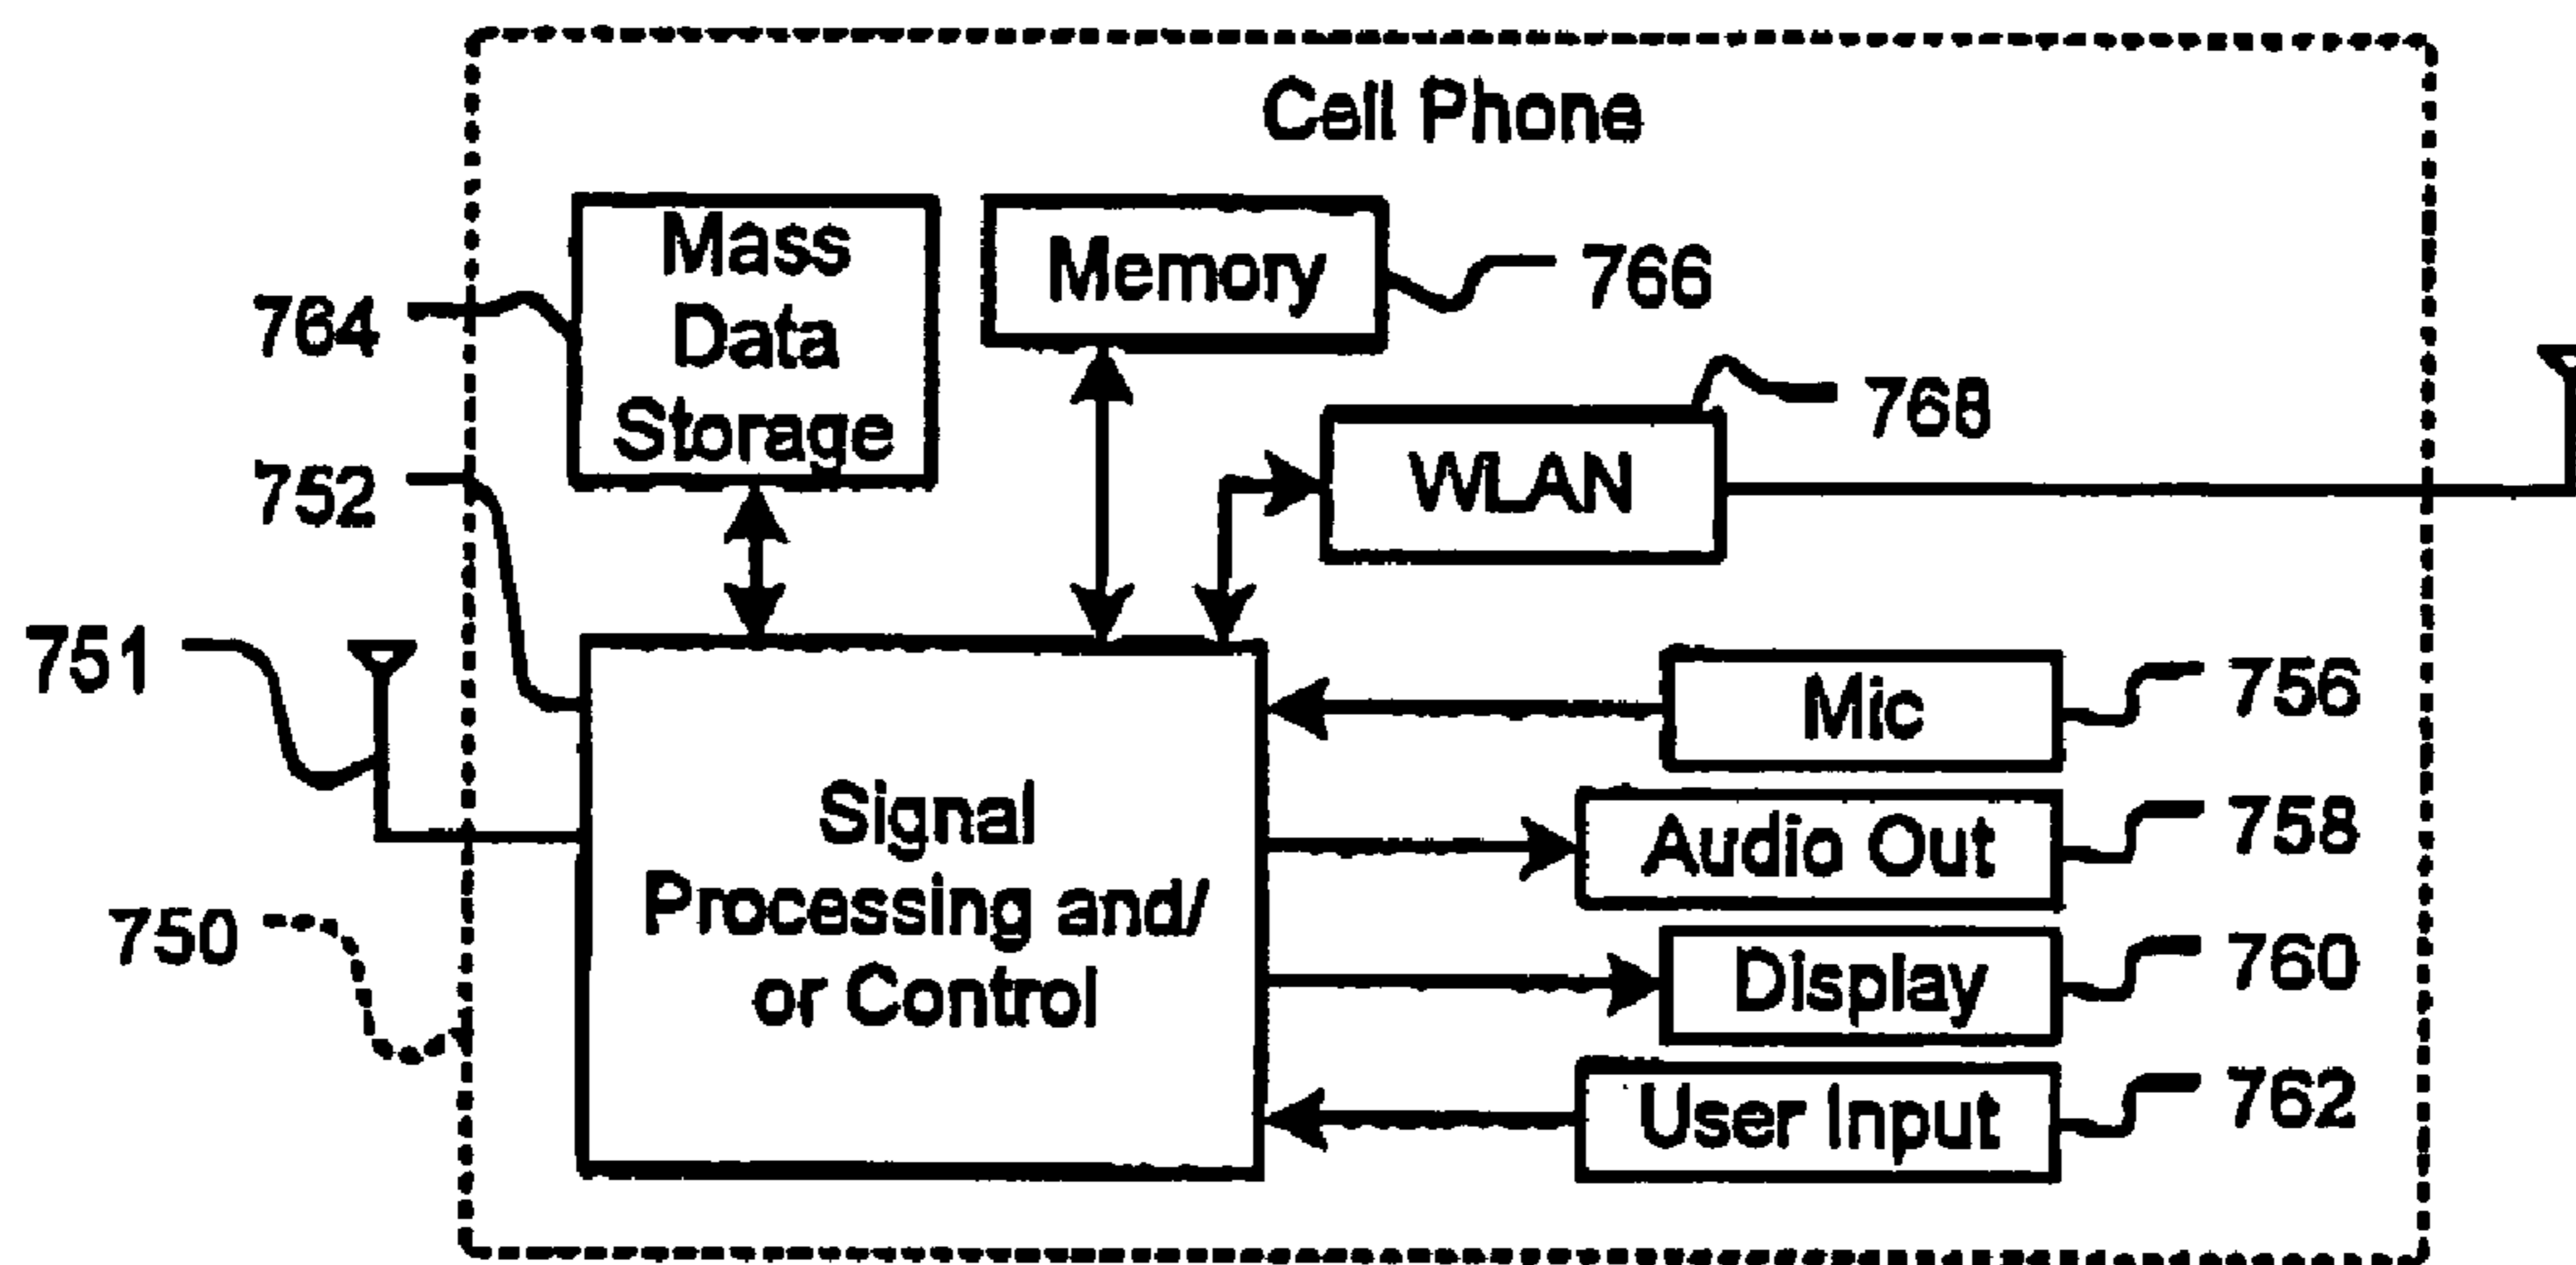 Cell Phone
Mass
Data
Storage
Memory
766
764
768
WLAN
752
751
Mic
756
Signal
Processing and/
or Control
Audio Out
758
750
Display
760
User Input
762